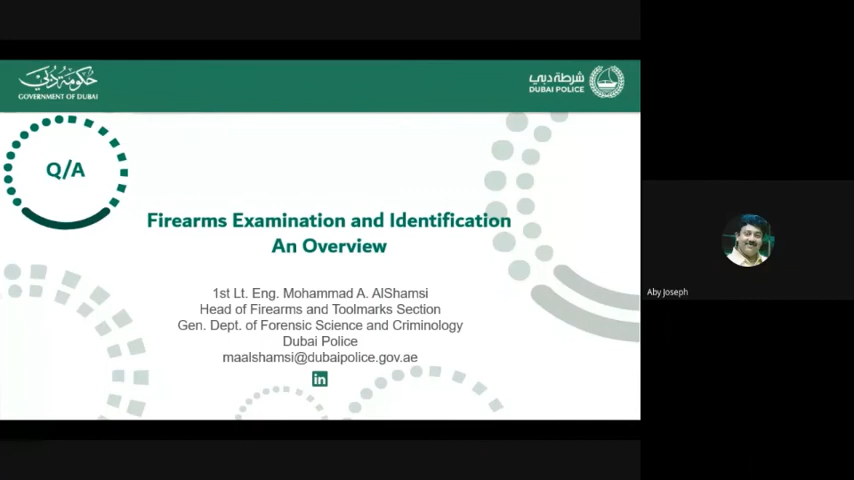 حكومة دبي
GOVERNMENT OF DUBAI
شرطة دبي
DUBAI POLICE
Q/A
Firearms Examination and Identification
An Overview
1st Lt. Eng. Mohammad A. AlShamsi
Head of Firearms and Toolmarks Section
Gen. Dept. of Forensic Science and Criminology
Dubai Police
maalshamsi@dubaipolice.gov.ae
in
Aby Joseph